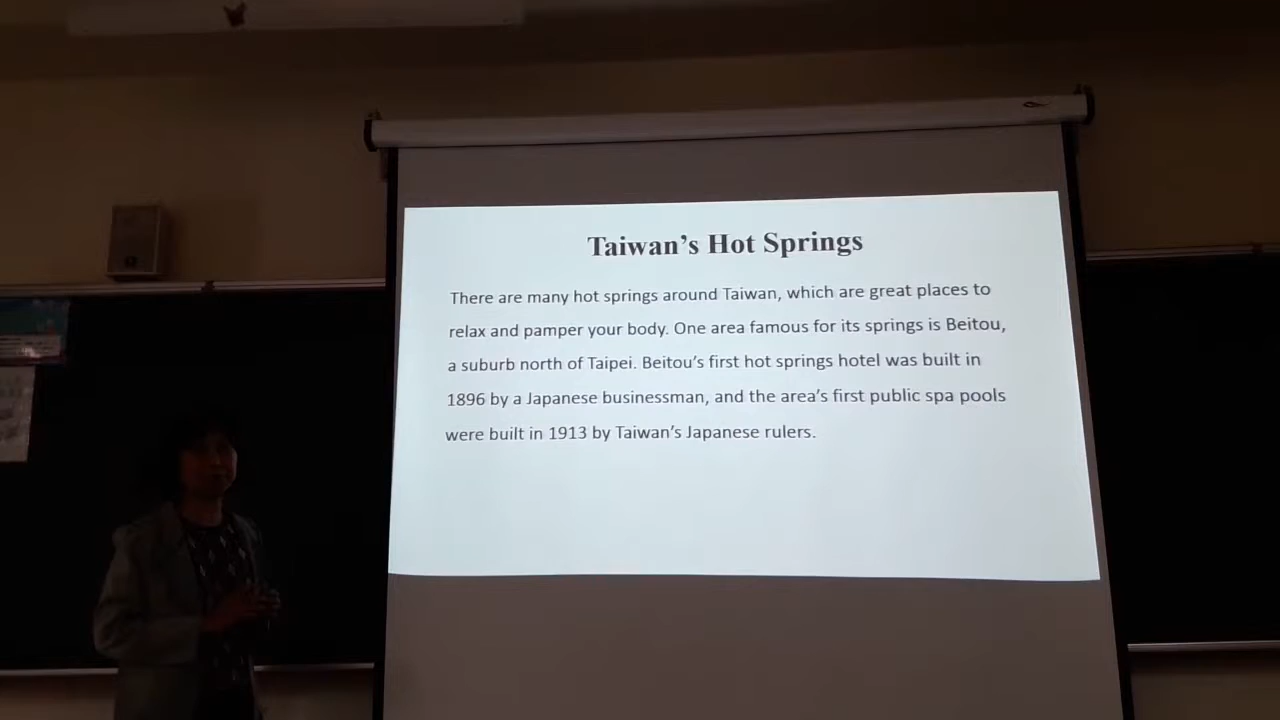 Taiwan’s Hot Springs
There are many hot springs around Taiwan, which are great places to
relax and pamper your body. One area famous for its springs is Beitou,
a suburb north of Taipei. Beitou’s first hot springs hotel was built in
1896 by a Japanese businessman, and the area’s first public spa pools
were built in 1913 by Taiwan’s Japanese rulers.